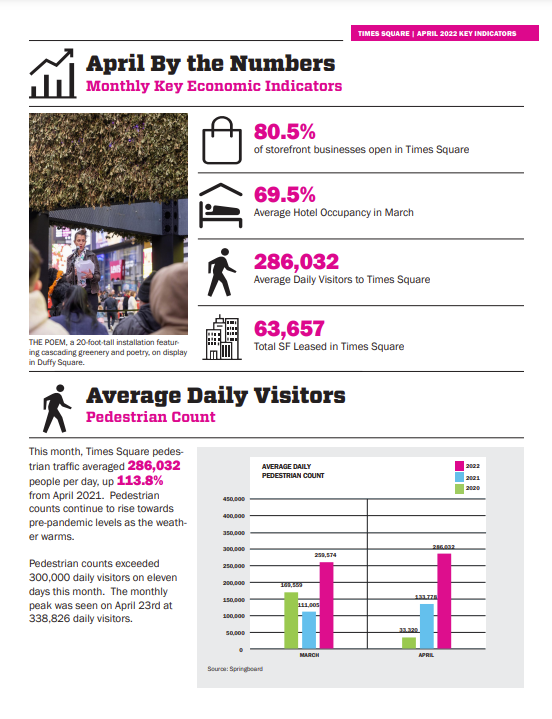 TIMES SQUARE | APRIL 2022 KEY INDICATORS
April By the Numbers
Monthly Key Economic Indicators
80.5%
of storefront businesses open in Times Square
69.5%
Average Hotel Occupancy in March
286,032
Average Daily Visitors to Times Square
63,657
Total SF Leased in Times Square
THE POEM, a 20-foot-tall installation featur-
ing cascading greenery and poetry, on display
in Duffy Square.
Average Daily Visitors
Pedestrian Count
This month, Times Square pedes-
trian traffic averaged 286,032
people per day, up 113.8%
from April 2021. Pedestrian
counts continue to rise towards
pre-pandemic levels as the weath-
er warms.
Pedestrian counts exceeded
300,000 daily visitors on eleven
days this month. The monthly
peak was seen on April 23rd at
338,826 daily visitors.
AVERAGE DAILY
PEDESTRIAN COUNT
2022
2021
2020
450,000
400,000
350,000
300,000
250,000
200,000
150,000
100,000
50,000
0
169,559
111,005
259,574
33,320
133,778
286,032
MARCH
APRIL
Source: Springboard